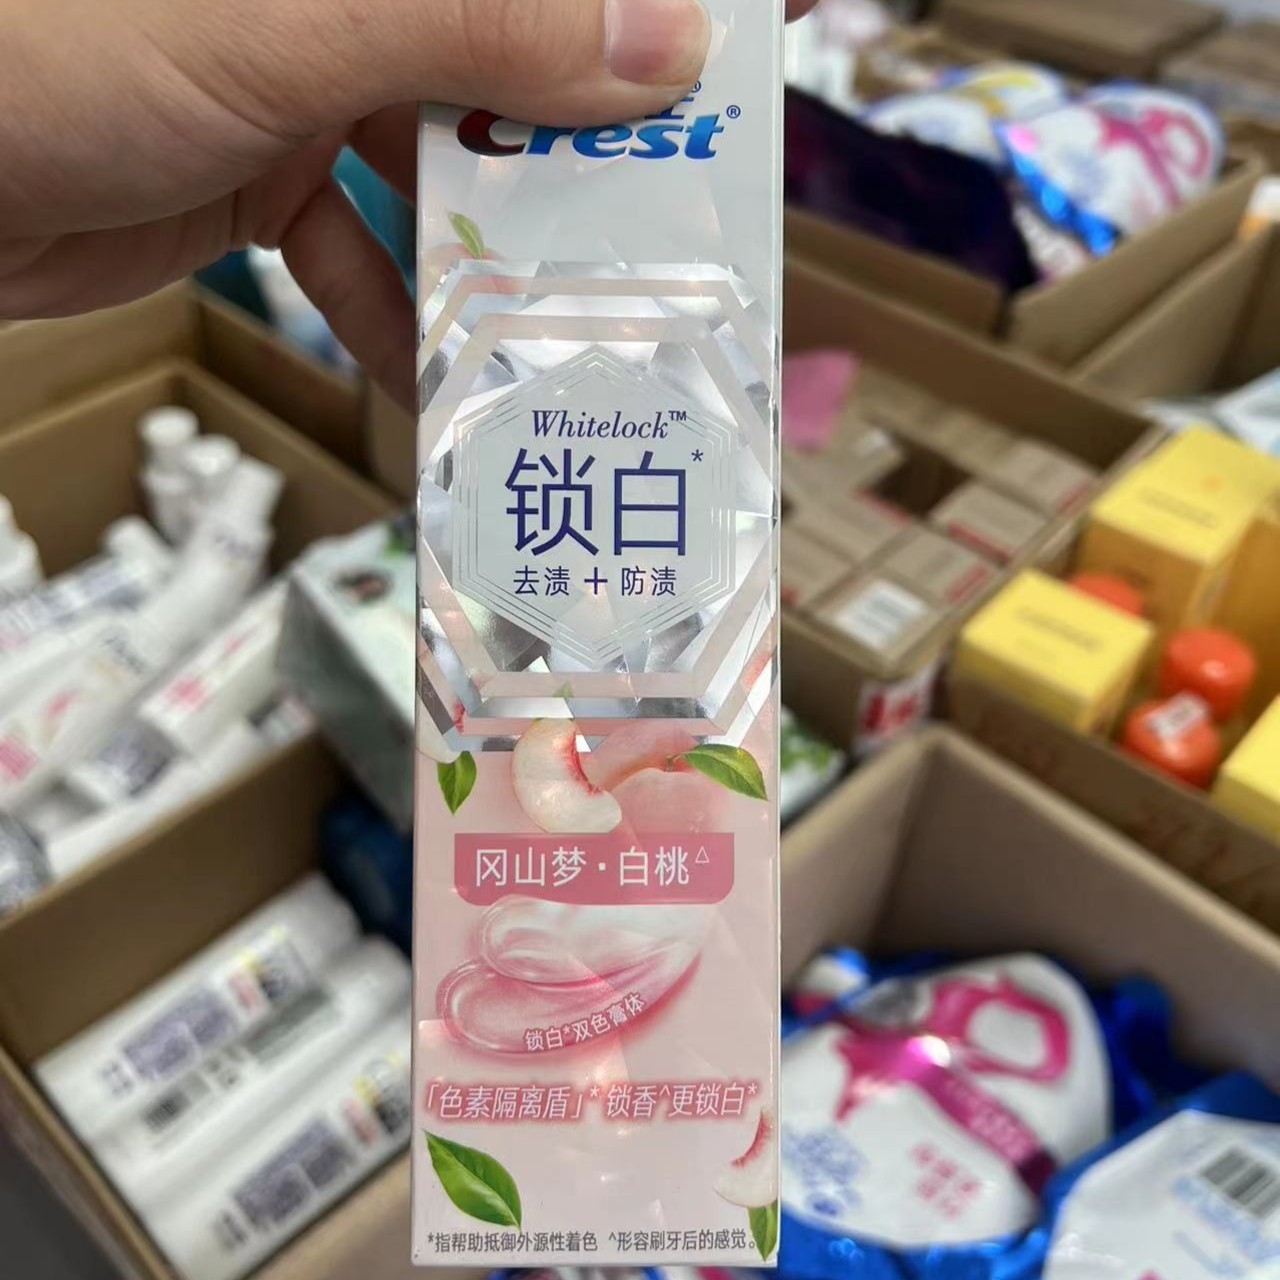 Crest®
Whitelock™
锁白*
去渍+防渍
冈山梦·白桃△
锁白*双色膏体
「色素隔离盾」*锁香^更锁白*
*指帮助抵御外源性着色 ^形容刷牙后的感觉。